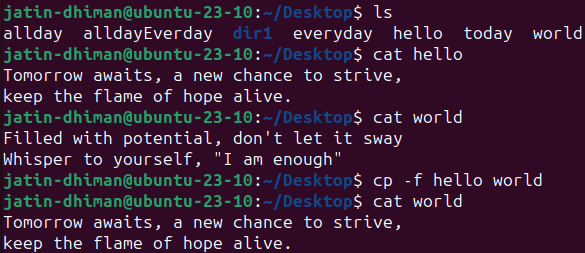 jatin-dhiman@ubuntu-23-10:~/Desktop$ ls
allday  alldayEverday  dir1  everyday  hello  today  world
jatin-dhiman@ubuntu-23-10:~/Desktop$ cat hello
Tomorrow awaits, a new chance to strive,
keep the flame of hope alive.
jatin-dhiman@ubuntu-23-10:~/Desktop$ cat world
Filled with potential, don't let it sway
Whisper to yourself, "I am enough"
jatin-dhiman@ubuntu-23-10:~/Desktop$ cp -f hello world
jatin-dhiman@ubuntu-23-10:~/Desktop$ cat world
Tomorrow awaits, a new chance to strive,
keep the flame of hope alive.